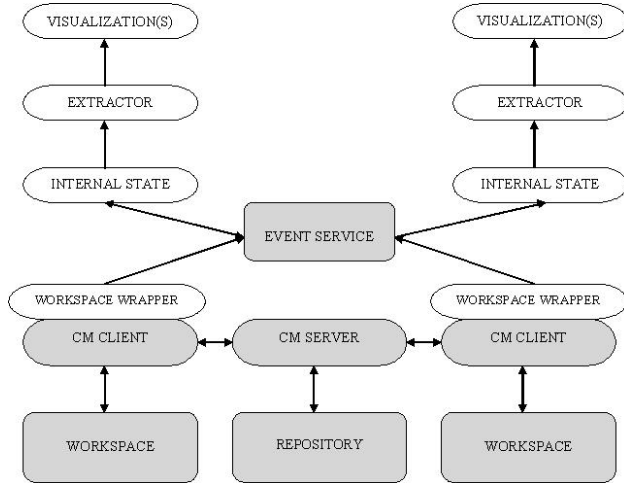 VISUALIZATION(S)
VISUALIZATION(S)
EXTRACTOR
EXTRACTOR
INTERNAL STATE
INTERNAL STATE
EVENT SERVICE
WORKSPACE WRAPPER
WORKSPACE WRAPPER
CM CLIENT
CM SERVER
CM CLIENT
WORKSPACE
REPOSITORY
WORKSPACE